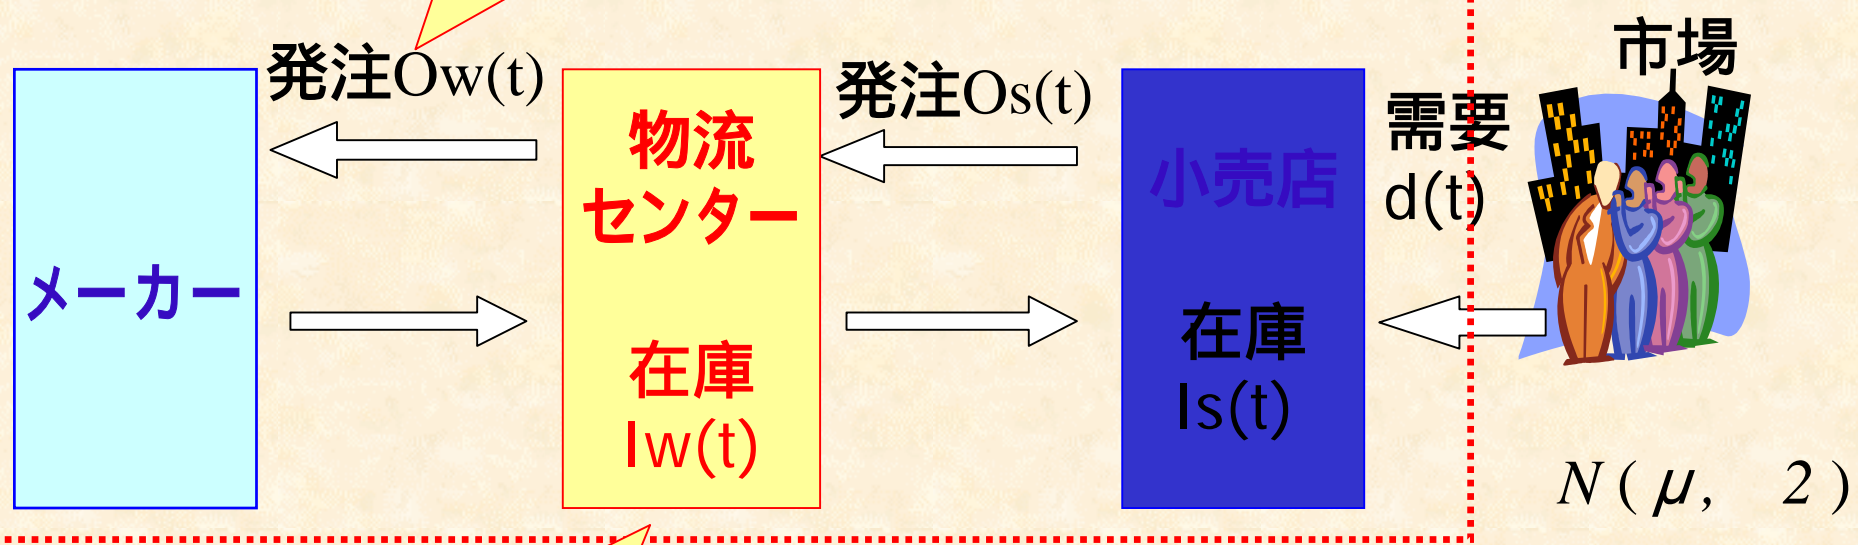 メーカー
発注Ow(t)
物流
センター
在庫
Iw(t)
発注Os(t)
小売店
在庫
Is(t)
需要
d(t)
市場
N ( μ, 2 )